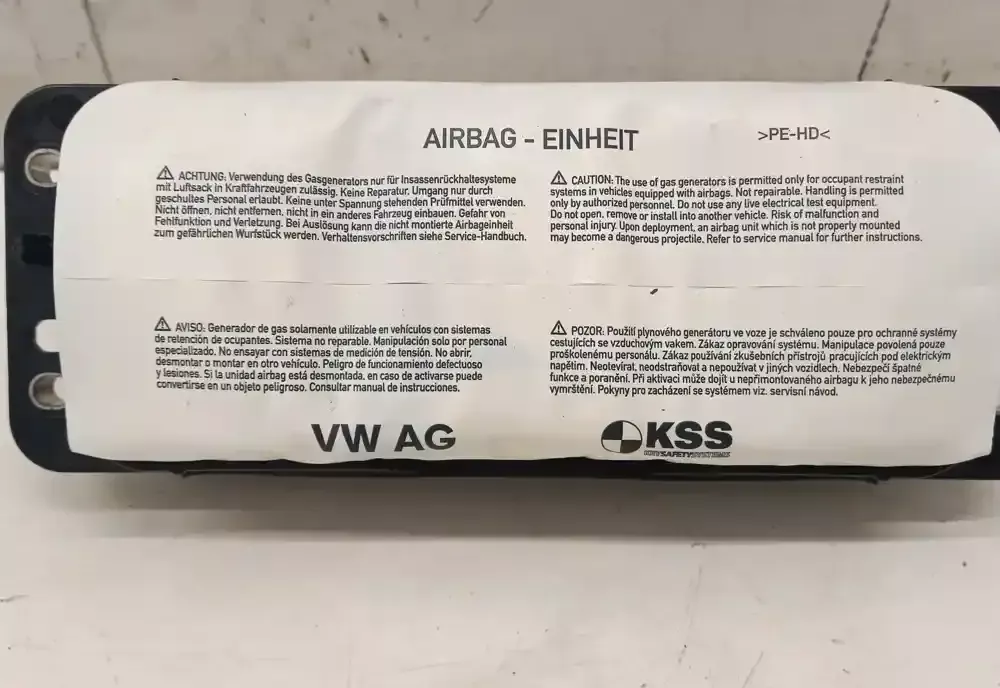 AIRBAG - EINHEIT
>PE-HD<
⚠ ACHTUNG: Verwendung des Gasgenerators nur für Insassenrückhaltesysteme
mit Luftsack in Kraftfahrzeugen zulässig. Keine Reparatur. Umgang nur durch
geschultes Personal erlaubt. Keine unter Spannung stehenden Prüfmittel verwenden.
Nicht öffnen, nicht entfernen, nicht in ein anderes Fahrzeug einbauen. Gefahr von
Fehlfunktion und Verletzung. Bei Auslösung kann die nicht montierte Airbageinheit
zum gefährlichen Wurfstück werden. Verhaltensvorschriften siehe Service-Handbuch.
⚠ CAUTION: The use of gas generators is permitted only for occupant restraint
systems in vehicles equipped with airbags. Not repairable. Handling is permitted
only by authorized personnel. Do not use any live electrical test equipment.
Do not open, remove or install into another vehicle. Risk of malfunction and
personal injury. Upon deployment, an airbag unit which is not properly mounted
may become a dangerous projectile. Refer to service manual for further instructions.
⚠ AVISO: Generador de gas solamente utilizable en vehículos con sistemas
de retención de ocupantes. Sistema no reparable. Manipulación solo por personal
especializado. No ensayar con sistemas de medición de tensión. No abrir,
desmontar o montar en otro vehículo. Peligro de funcionamiento defectuoso
y lesiones. Si la unidad airbag está desmontada, en caso de activarse puede
convertirse en un objeto peligroso. Consultar manual de instrucciones.
⚠ POZOR: Použití plynového generátoru ve voze je schváleno pouze pro ochranné systémy
cestujících se vzduchovým vakem. Zákaz opravování systému. Manipulace povolená pouze
proškolenému personálu. Zákaz používání zkušebních přístrojů pracujících pod elektrickým
napětím. Neotevírat, neodstraňovat a nepoužívat v jiných vozidlech. Nebezpečí špatné
funkce a poranění. Při aktivaci může dojít u nepřimontovaného airbagu k jeho nebezpečnému
vymrštění. Pokyny pro zacházení se systémem viz. servisní návod.
VW AG
KSS
KEY SAFETY SYSTEMS